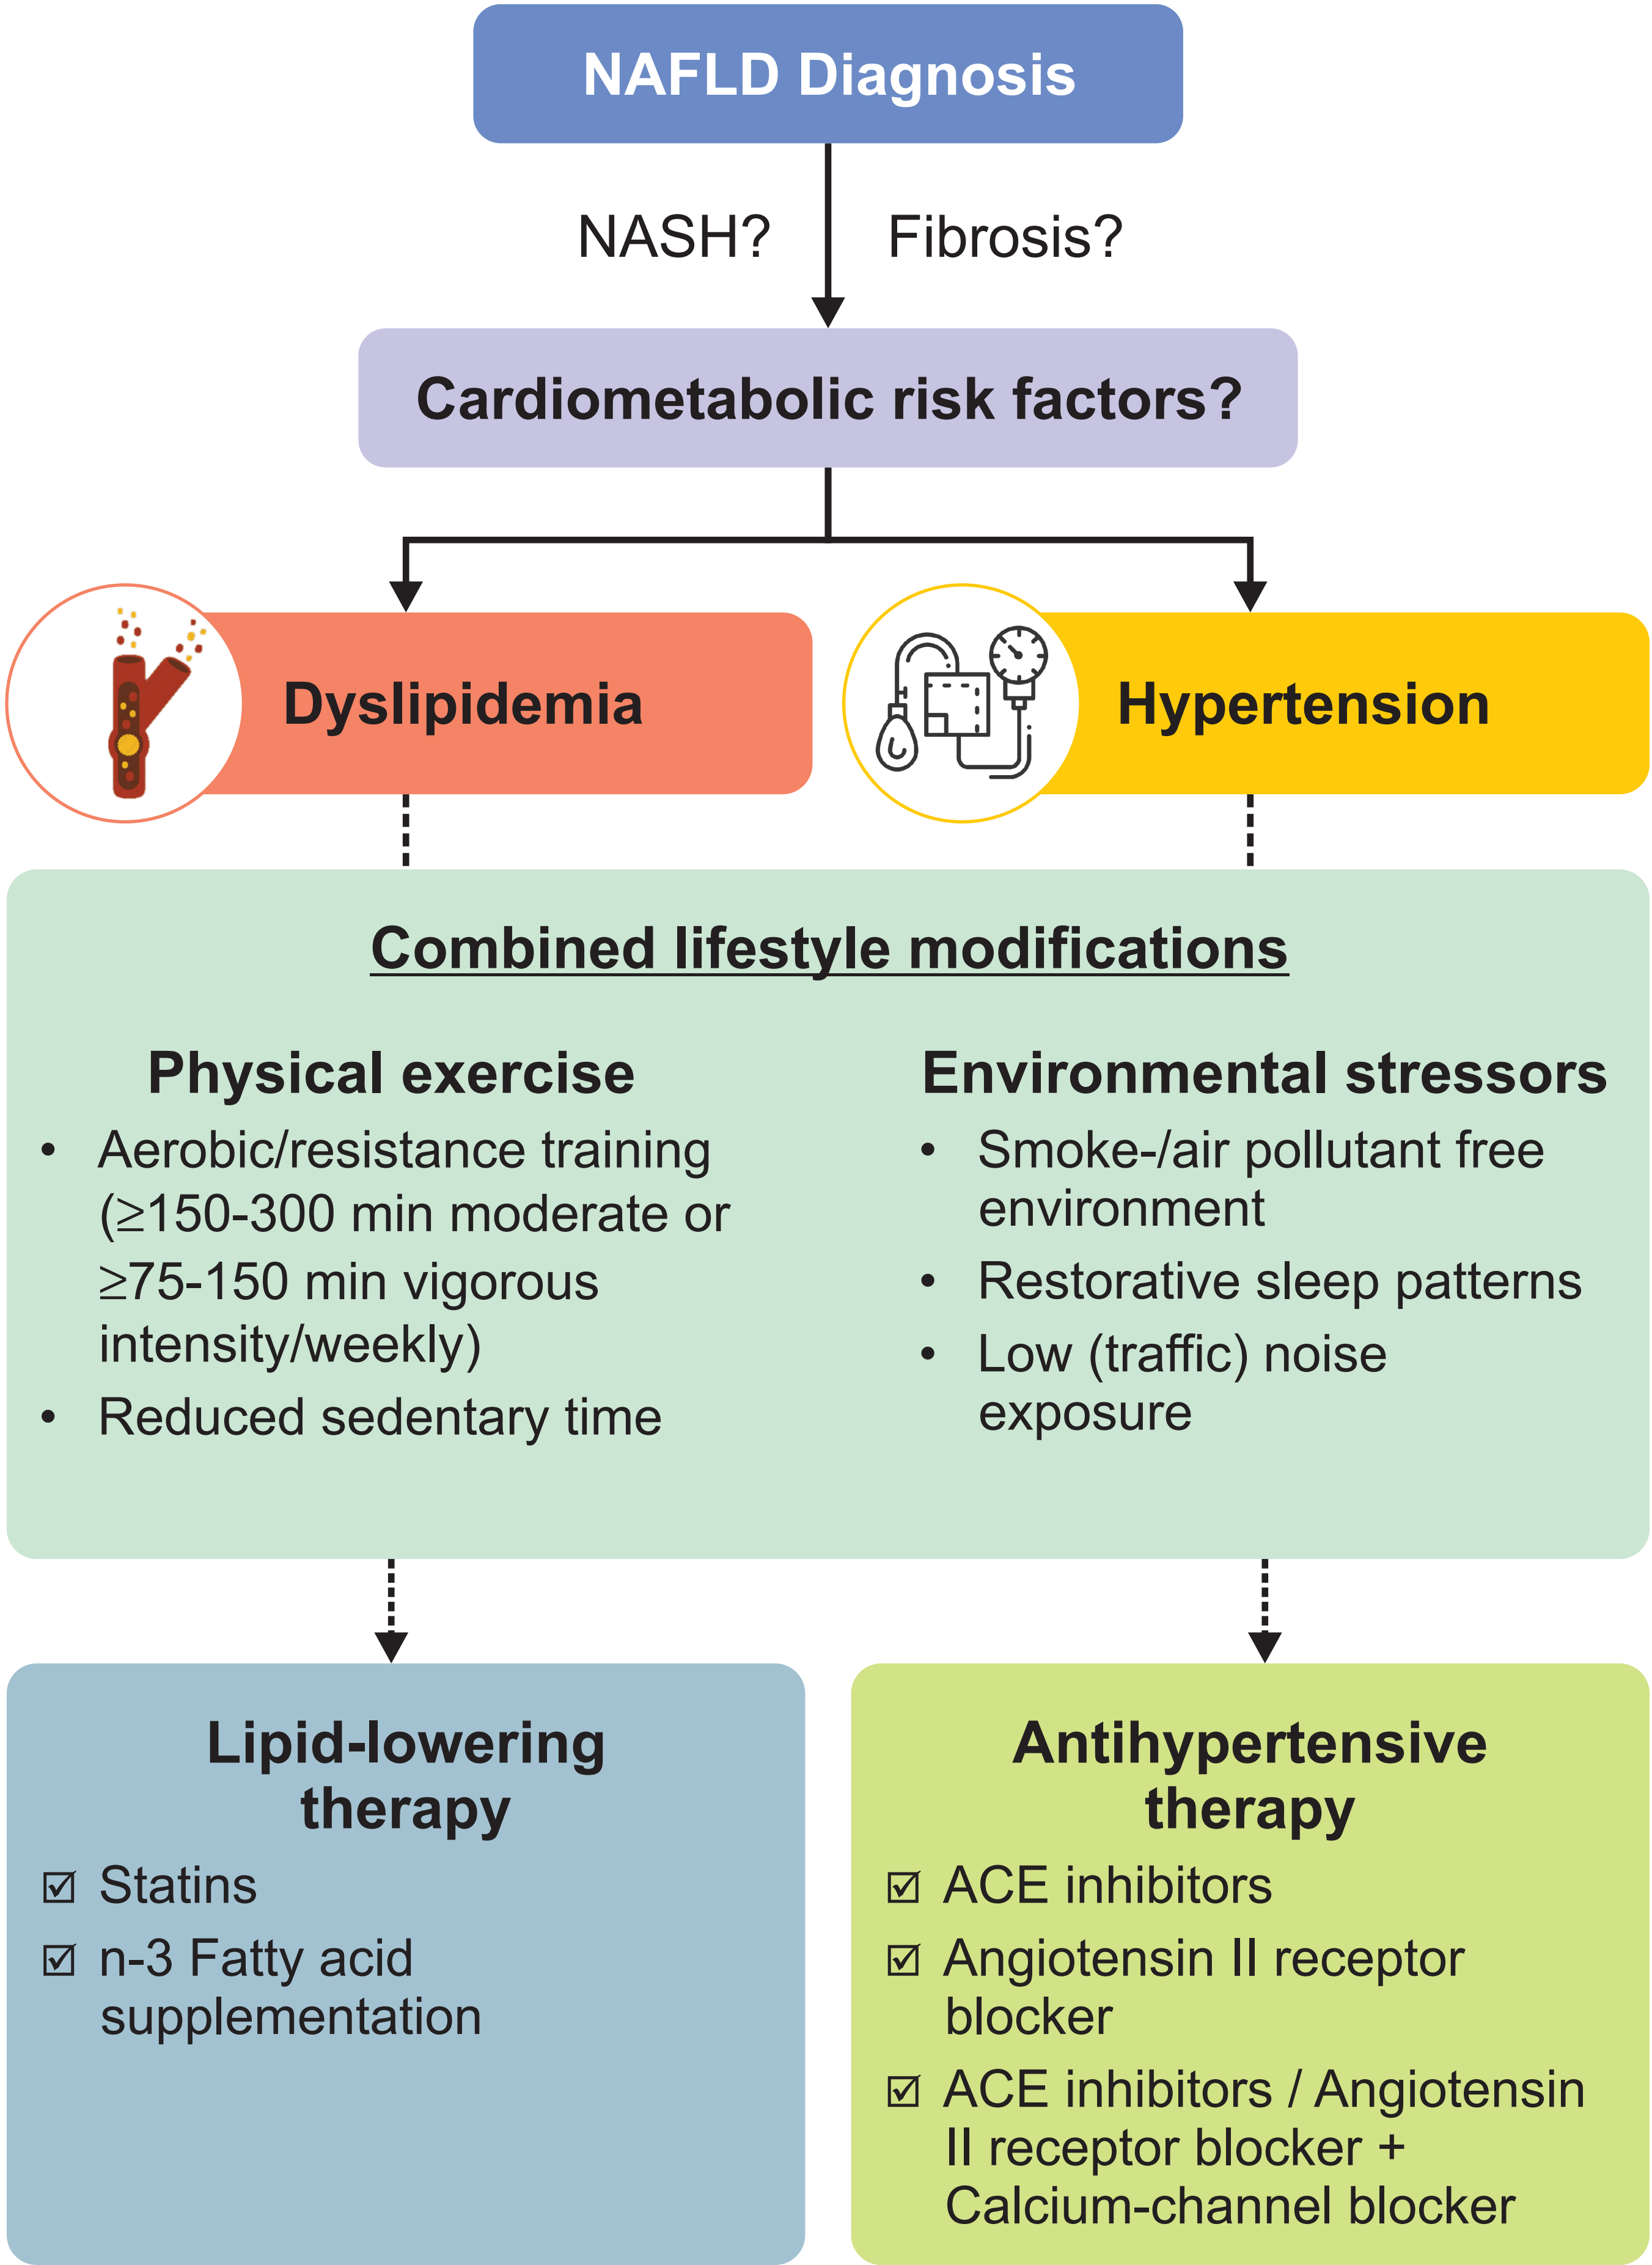 NAFLD Diagnosis
NASH? Fibrosis?
Cardiometabolic risk factors?
Dyslipidemia
Hypertension
Combined lifestyle modifications
Physical exercise
• Aerobic/resistance training
(≥150-300 min moderate or
≥75-150 min vigorous
intensity/weekly)
• Reduced sedentary time
Environmental stressors
• Smoke-/air pollutant free
environment
• Restorative sleep patterns
• Low (traffic) noise
exposure
Lipid-lowering
therapy
☑ Statins
☑ n-3 Fatty acid
supplementation
Antihypertensive
therapy
☑ ACE inhibitors
☑ Angiotensin II receptor
blocker
☑ ACE inhibitors / Angiotensin
II receptor blocker +
Calcium-channel blocker